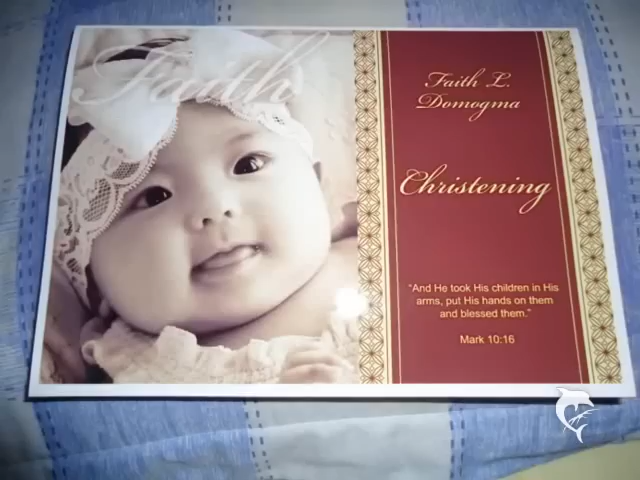 Faith
Faith L.
Domogma
Christening
"And He took His children in His
arms, put His hands on them
and blessed them."
Mark 10:16